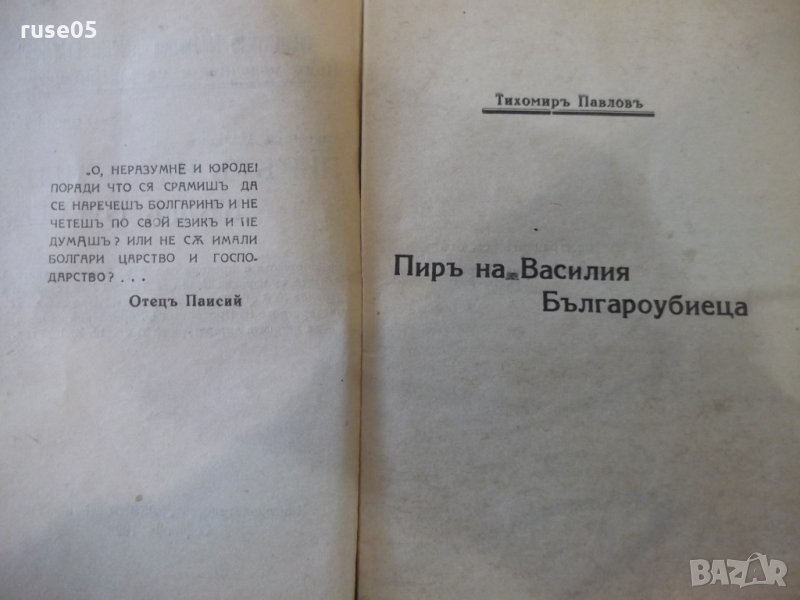 ruse05
„О, НЕРАЗУМНЕ И ЮРОДЕ!
ПОРАДИ ЧТО СЯ СРАМИШЪ ДА
СЕ НАРЕЧЕШЪ БОЛГАРИНЪ И НЕ
ЧЕТЕШЪ ПО СВОЙ ЕЗИКЪ И НЕ
ДУМАШЪ? ИЛИ НЕ СѪ ИМАЛИ
БОЛГАРИ ЦАРСТВО И ГОСПО-
ДАРСТВО? . . .
Отецъ Паисий
Тихомиръ Павловъ
Пиръ на Василия
Българоубиеца
BAZAR